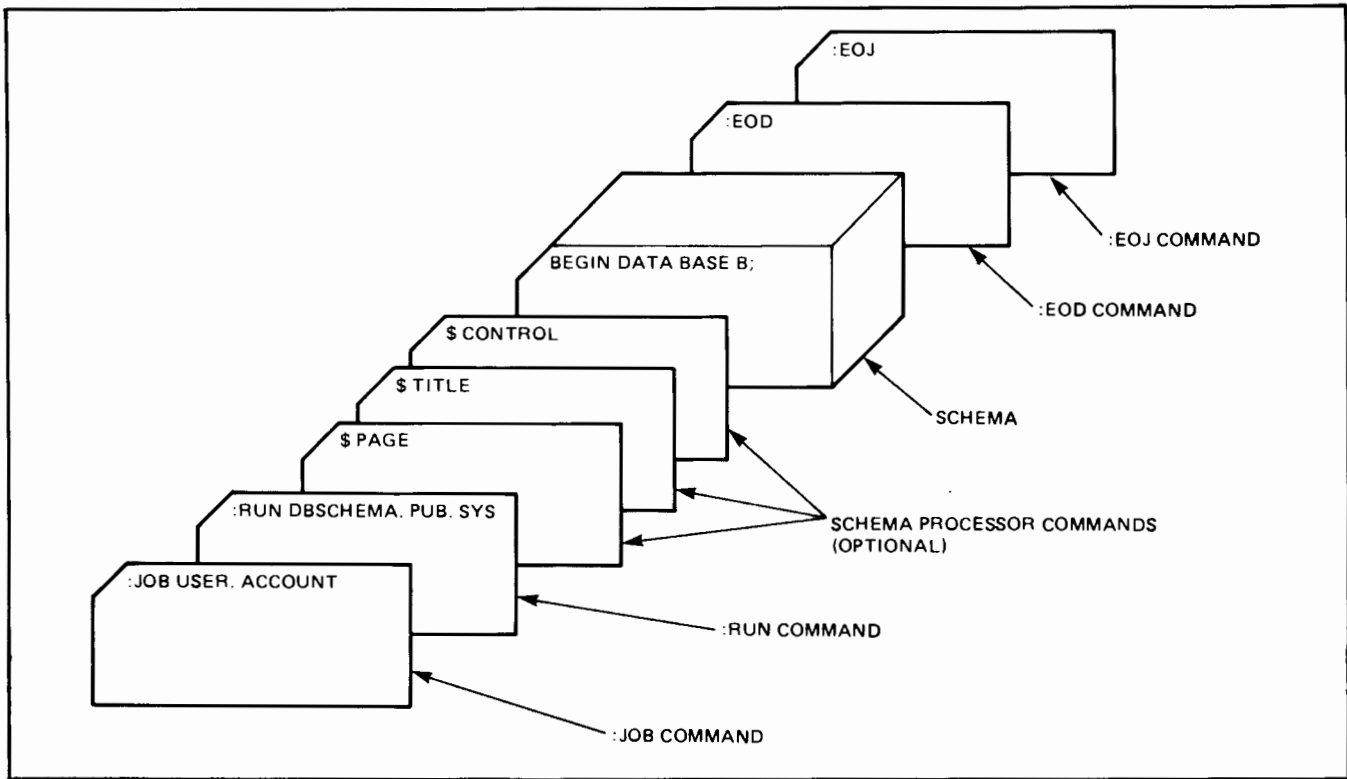 :EOJ
:EOD
:EOJ COMMAND
BEGIN DATA BASE B;
:EOD COMMAND
$ CONTROL
$ TITLE
SCHEMA
$ PAGE
:RUN DBSCHEMA. PUB. SYS
SCHEMA PROCESSOR COMMANDS
(OPTIONAL)
:JOB USER. ACCOUNT
:RUN COMMAND
:JOB COMMAND